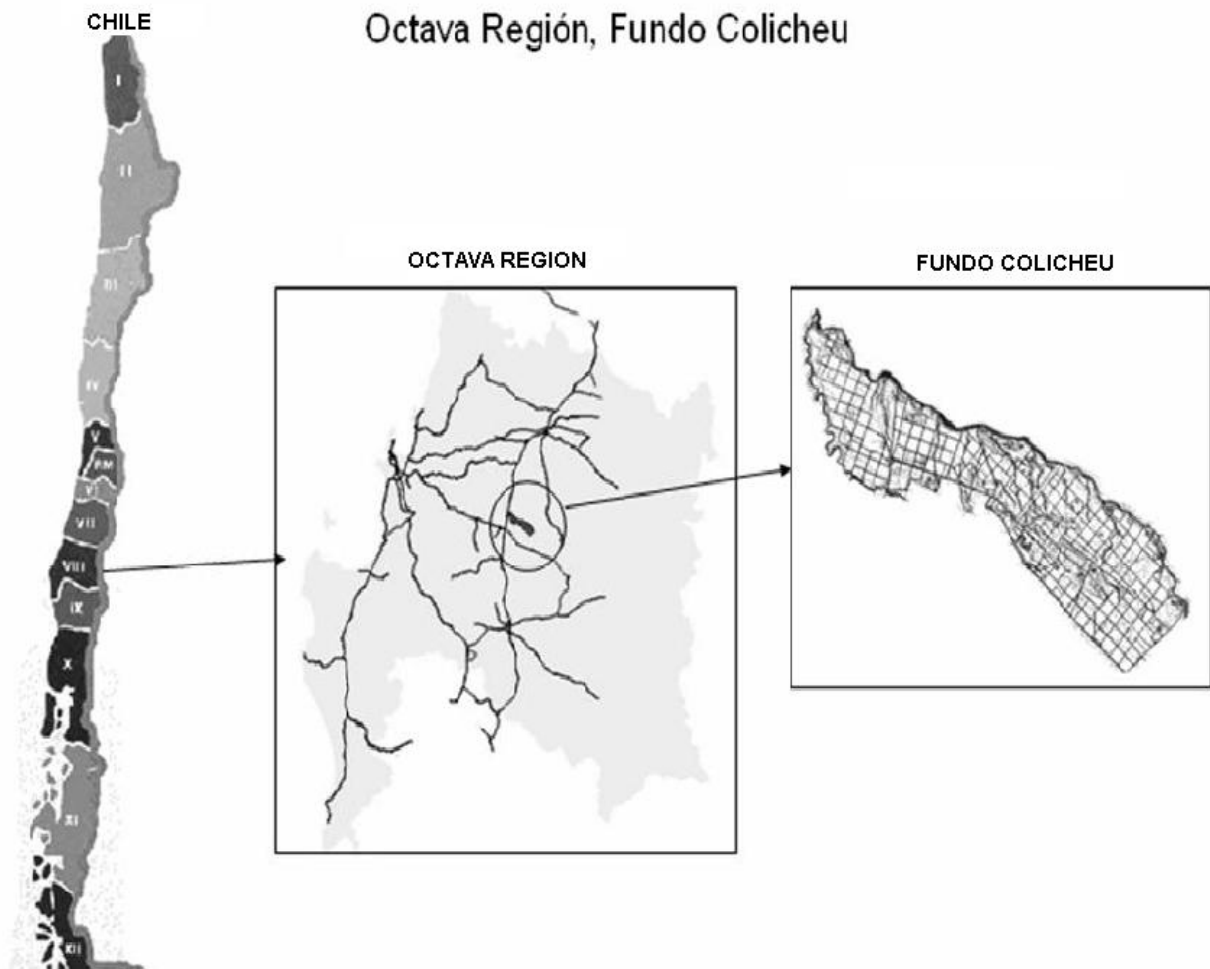 CHILE
Octava Región, Fundo Colicheu
I
II
III
IV
V
RM
VI
VII
VIII
IX
X
XI
XII
OCTAVA REGION
FUNDO COLICHEU